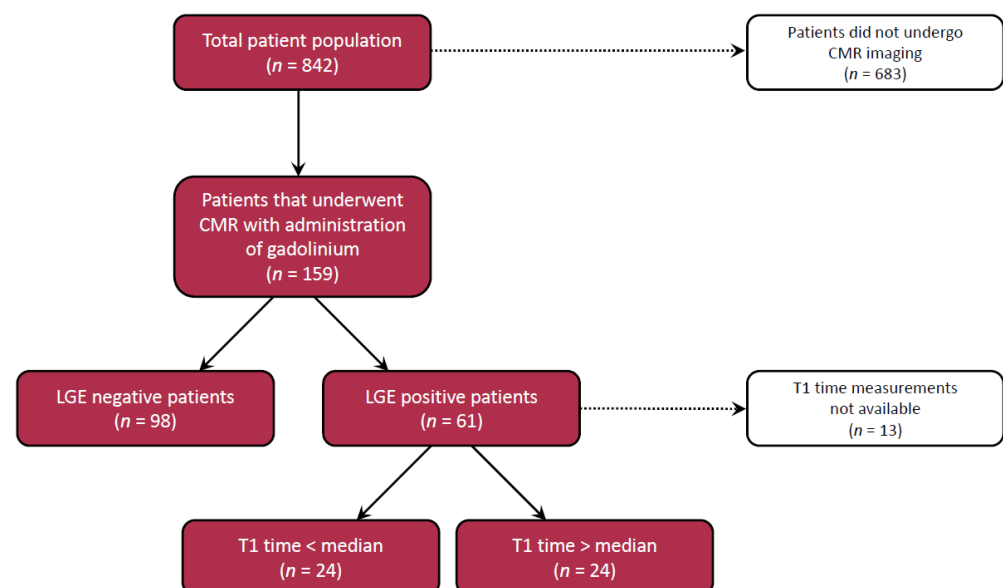 Total patient population
(n = 842)
Patients did not undergo
CMR imaging
(n = 683)
Patients that underwent
CMR with administration
of gadolinium
(n = 159)
LGE negative patients
(n = 98)
LGE positive patients
(n = 61)
T1 time measurements
not available
(n = 13)
T1 time < median
(n = 24)
T1 time > median
(n = 24)